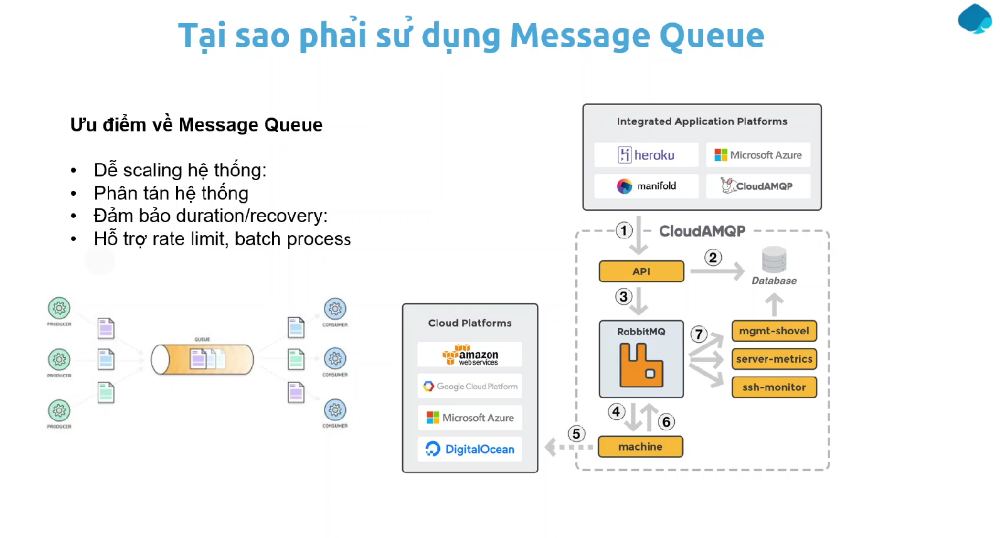 Tại sao phải sử dụng Message Queue
Ưu điểm về Message Queue
• Dễ scaling hệ thống:
• Phân tán hệ thống
• Đảm bảo duration/recovery:
• Hỗ trợ rate limit, batch process
PRODUCER
PRODUCER
PRODUCER
QUEUE
CONSUMER
CONSUMER
CONSUMER
Cloud Platforms
amazon
web services
Google Cloud Platform
Microsoft Azure
DigitalOcean
Integrated Application Platforms
heroku
Microsoft Azure
manifold
CloudAMQP
1
CloudAMQP
API
2
Database
3
RabbitMQ
7
mgmt-shovel
server-metrics
ssh-monitor
4
6
5
machine